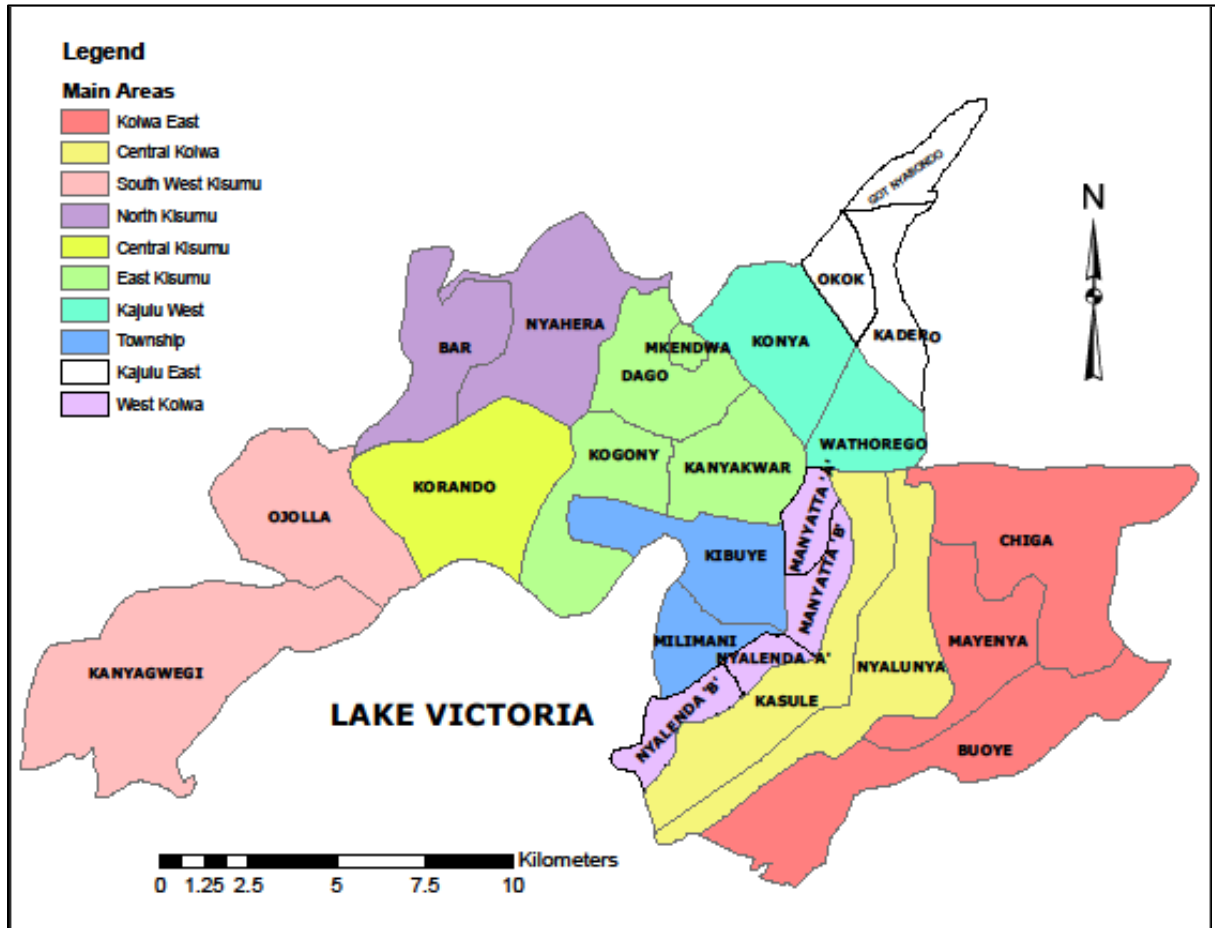 Legend
Main Areas
Kolwa East
Central Kolwa
South West Kisumu
North Kisumu
Central Kisumu
East Kisumu
Kajulu West
Township
Kajulu East
West Kolwa
N
GOT NYABONDO
OKOK
KADERO
NYAHERA
BAR
MKENDWA
KONYA
DAGO
WATHOREGO
KOGONY
KANYAKWAR
KORANDO
OJOLLA
MANYATTA 'A'
MANYATTA 'B'
KIBUYE
CHIGA
MILIMANI
MAYENYA
NYALENDA 'A'
NYALUNYA
KANYAGWEGI
NYALENDA 'B'
KASULE
LAKE VICTORIA
BUOYE
Kilometers
0 1.25 2.5 5 7.5 10